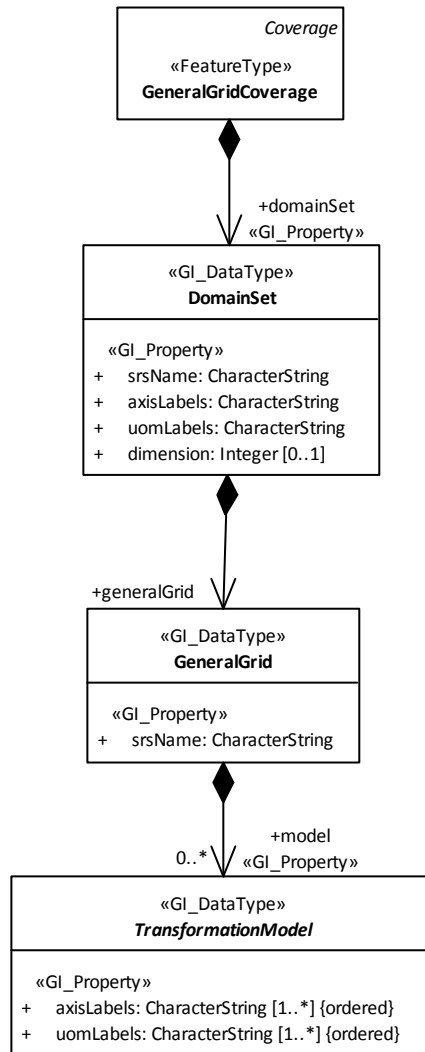 Coverage
«FeatureType»
GeneralGridCoverage
+domainSet
«GI_Property»
«GI_DataType»
DomainSet
«GI_Property»
+ srsName: CharacterString
+ axisLabels: CharacterString
+ uomLabels: CharacterString
+ dimension: Integer [0..1]
+generalGrid
«GI_DataType»
GeneralGrid
«GI_Property»
+ srsName: CharacterString
+model
0..* «GI_Property»
«GI_DataType»
TransformationModel
«GI_Property»
+ axisLabels: CharacterString [1..*] {ordered}
+ uomLabels: CharacterString [1..*] {ordered}